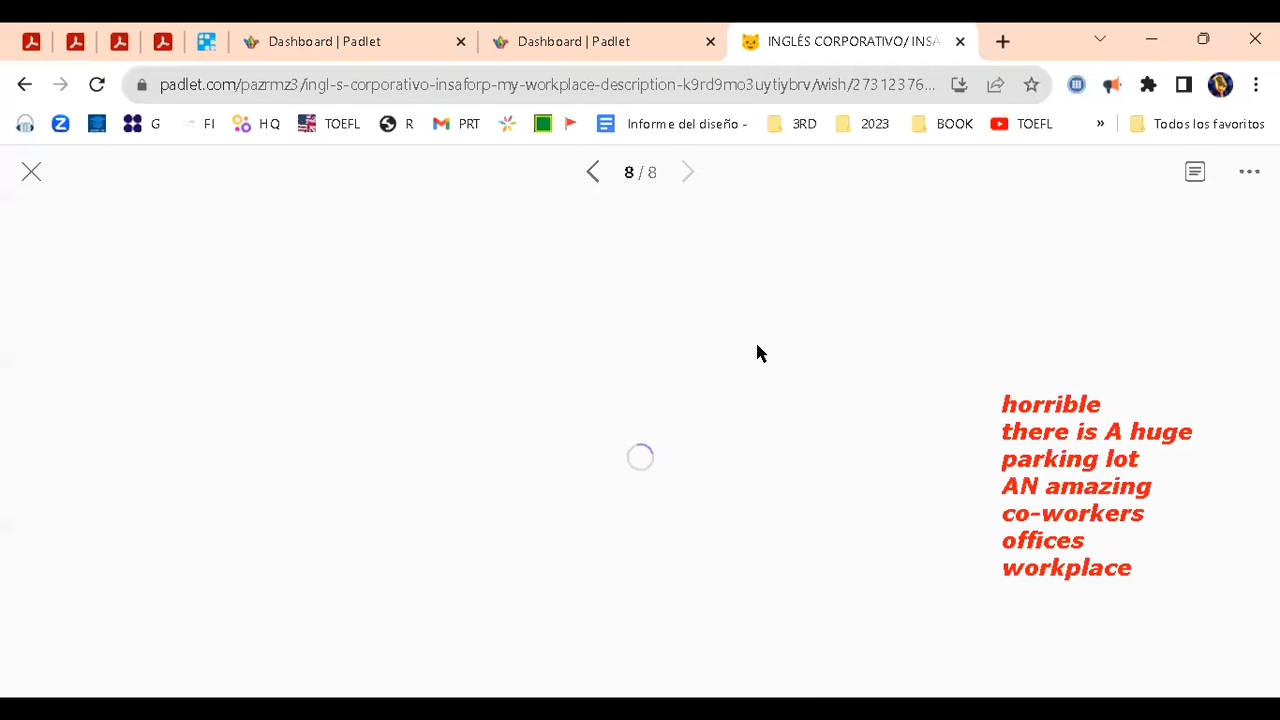 Dashboard | Padlet
Dashboard | Padlet
INGLÉS CORPORATIVO/ INSA
padlet.com/pazrmz3/ingl-s-corporativo-insaforp-my-workplace-description-k9rd9mo3uytiybrv/wish/27312376...
G
FI
HQ
TOEFL
R
PRT
Informe del diseño -
3RD
2023
BOOK
TOEFL
»
Todos los favoritos
8 / 8
horrible
there is A huge
parking lot
AN amazing
co-workers
offices
workplace